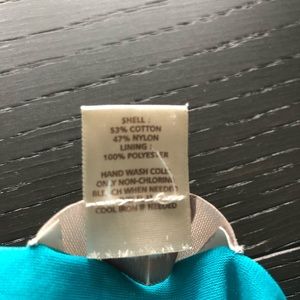 SHELL :
53% COTTON
47% NYLON
LINING :
100% POLYESTER
HAND WASH COLD
ONLY NON-CHLORINE
BLEACH WHEN NEEDED
COOL IRON IF NEEDED